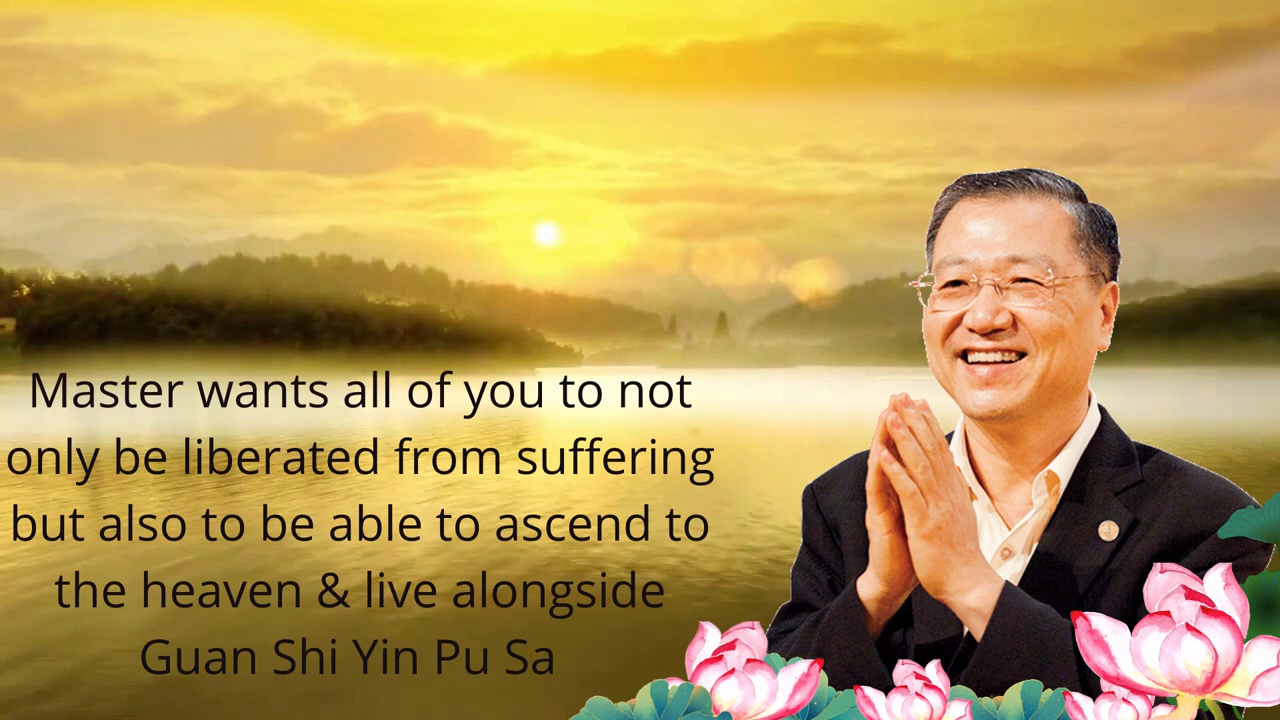 Master wants all of you to not
only be liberated from suffering
but also to be able to ascend to
the heaven & live alongside
Guan Shi Yin Pu Sa